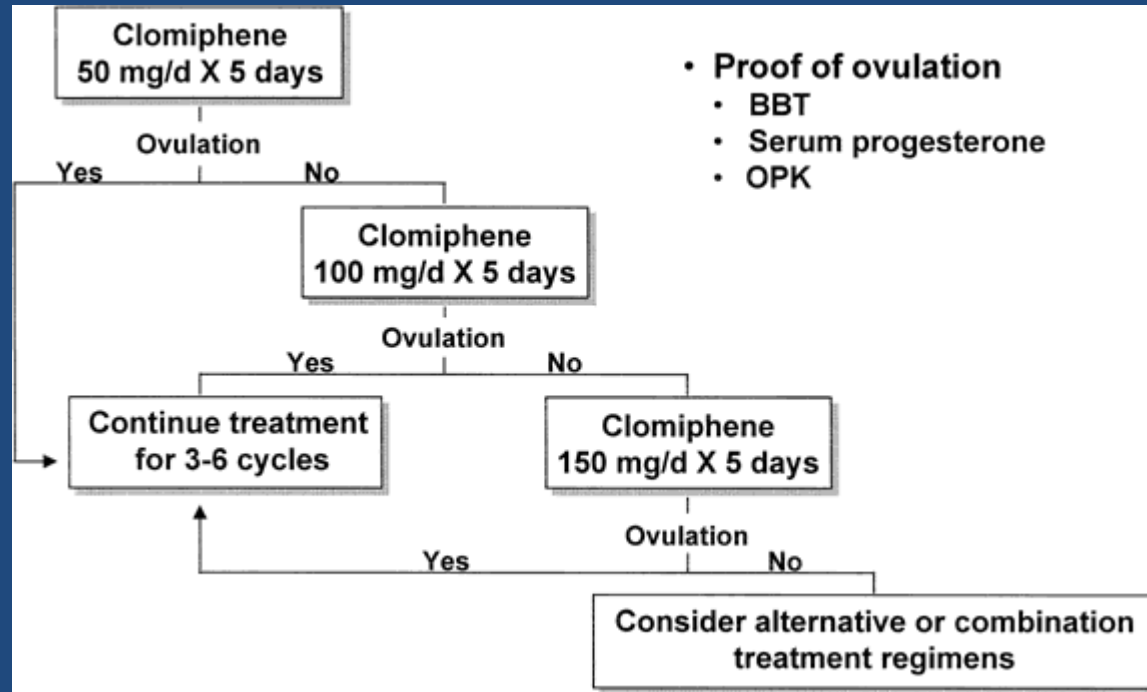 Clomiphene
50 mg/d X 5 days
• Proof of ovulation
• BBT
• Serum progesterone
• OPK
Ovulation
Yes No
Clomiphene
100 mg/d X 5 days
Ovulation
Yes No
Continue treatment
for 3-6 cycles
Clomiphene
150 mg/d X 5 days
Ovulation
Yes No
Consider alternative or combination
treatment regimens